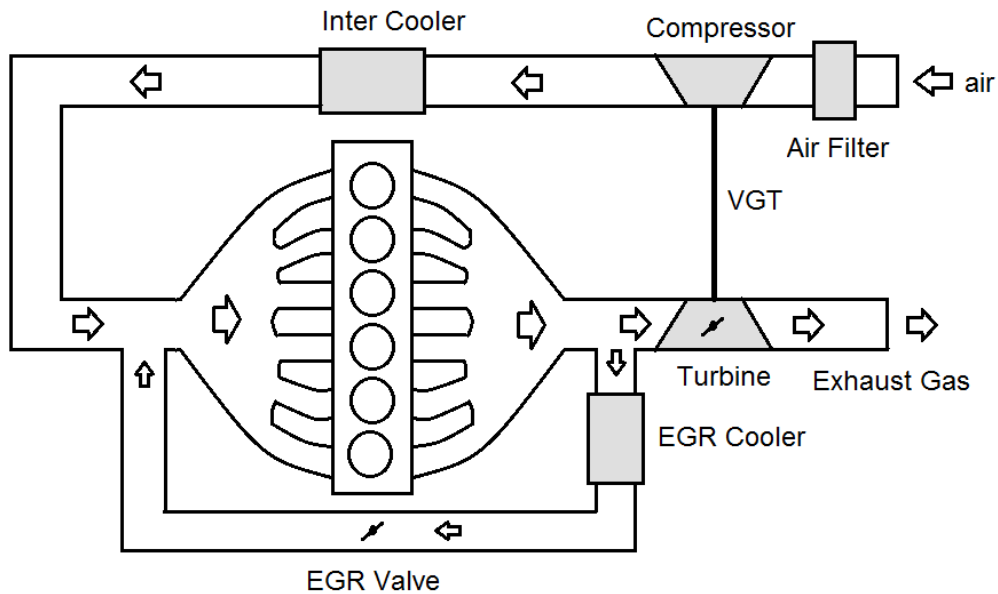 Inter Cooler
Compressor
air
Air Filter
VGT
Turbine
Exhaust Gas
EGR Cooler
EGR Valve